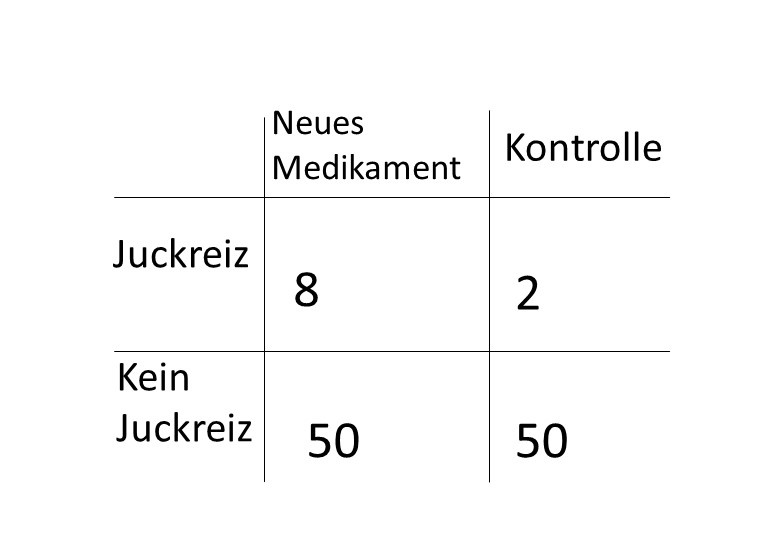 Neues
Medikament
Kontrolle
Juckreiz
8
2
Kein
Juckreiz
50
50